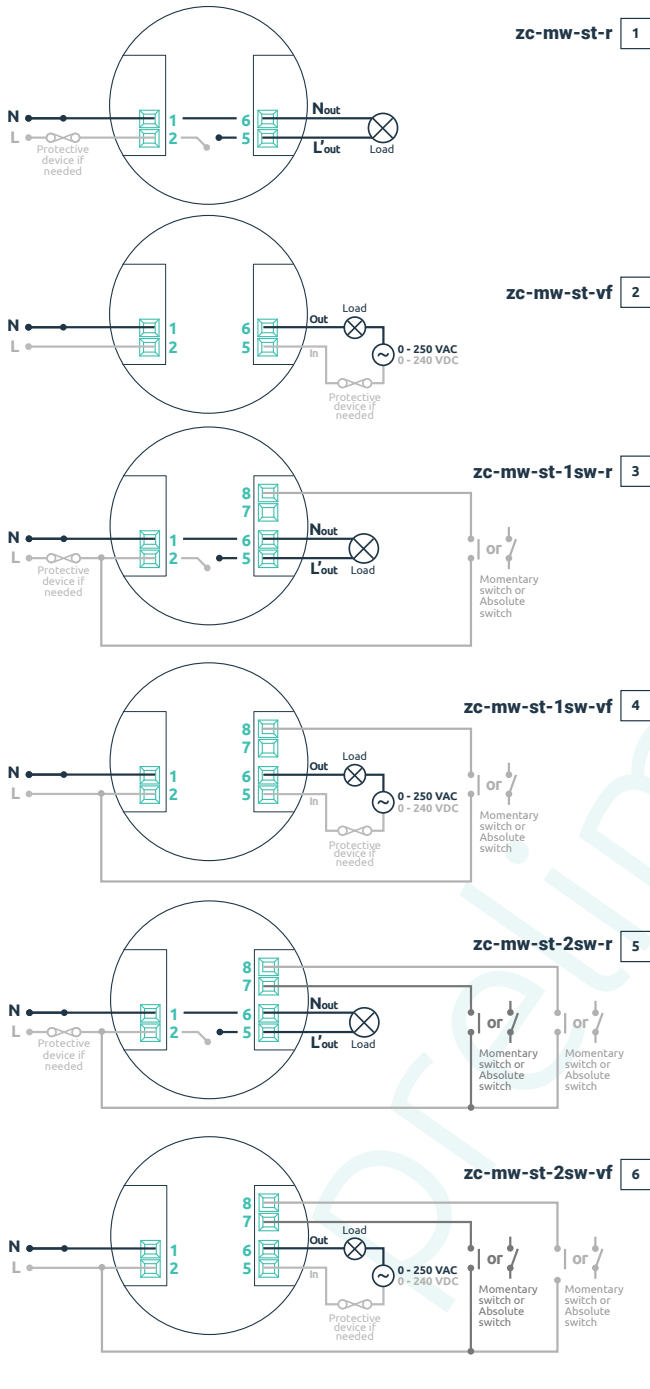 zc-mw-st-r 1
N 1 6 Nout
L 2 5 L'out Load
Protective
device if
needed
zc-mw-st-vf 2
Load
N 1 6 Out
L 2 5 In
0 - 250 VAC
0 - 240 VDC
Protective
device if
needed
zc-mw-st-1sw-r 3
8
7
N 1 6 Nout
L 2 5 L'out Load
Protective
device if
needed
or
Momentary
switch or
Absolute
switch
zc-mw-st-1sw-vf 4
8
7
Load
N 1 6 Out
L 2 5 In
0 - 250 VAC
0 - 240 VDC
Protective
device if
needed
or
Momentary
switch or
Absolute
switch
zc-mw-st-2sw-r 5
8
7
N 1 6 Nout
L 2 5 L'out Load
Protective
device if
needed
or or
Momentary Momentary
switch or switch or
Absolute Absolute
switch switch
zc-mw-st-2sw-vf 6
8
7
Load
N 1 6 Out
L 2 5 In
0 - 250 VAC
0 - 240 VDC
Protective
device if
needed
or or
Momentary Momentary
switch or switch or
Absolute Absolute
switch switch
prelim